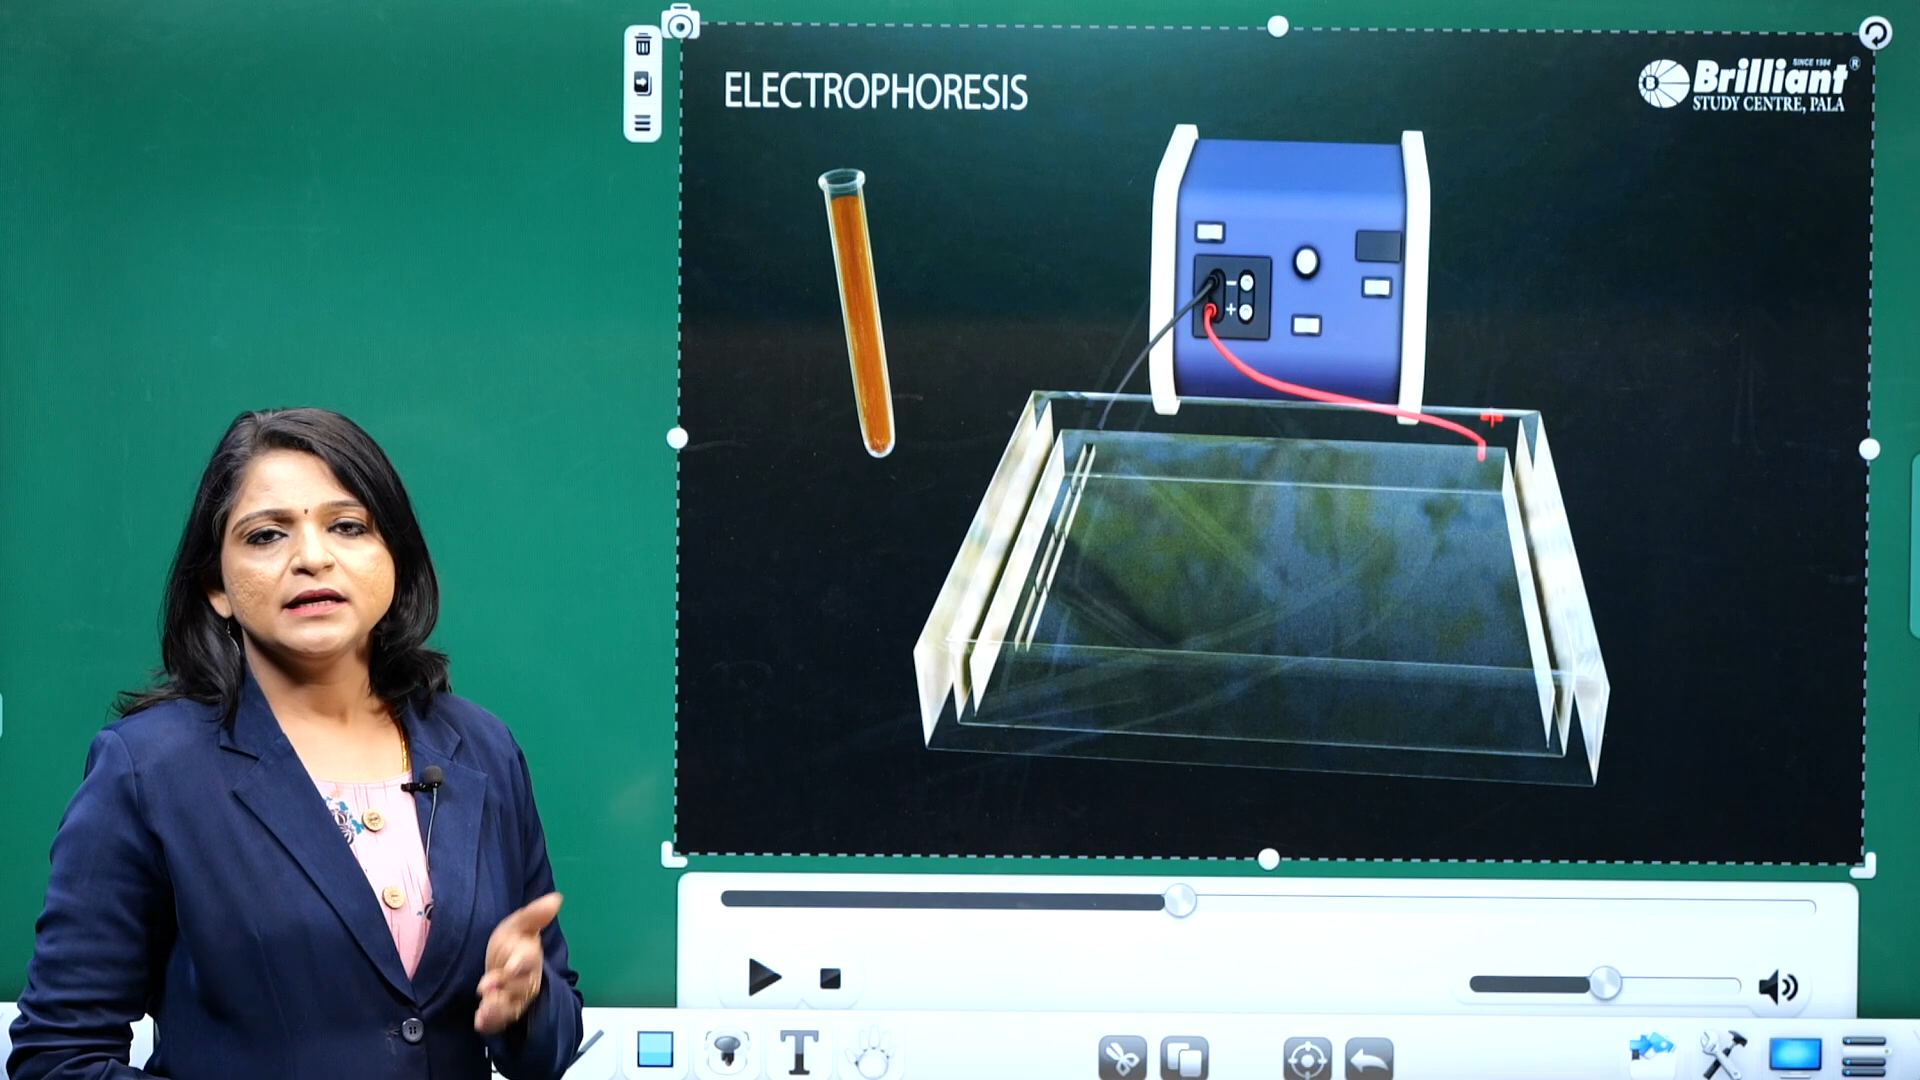 ELECTROPHORESIS
SINCE 1984
Brilliant®
STUDY CENTRE, PALA
B
-
+
+
T